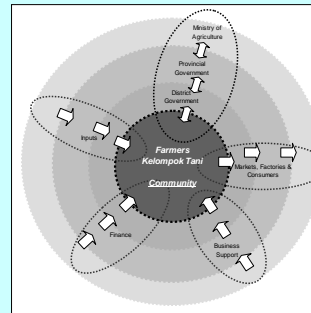 Ministry of
Agriculture
Provincial
Government
District
Government
Inputs
Farmers
Kelompok Tani
Community
Markets, Factories &
Consumers
Finance
Business
Support